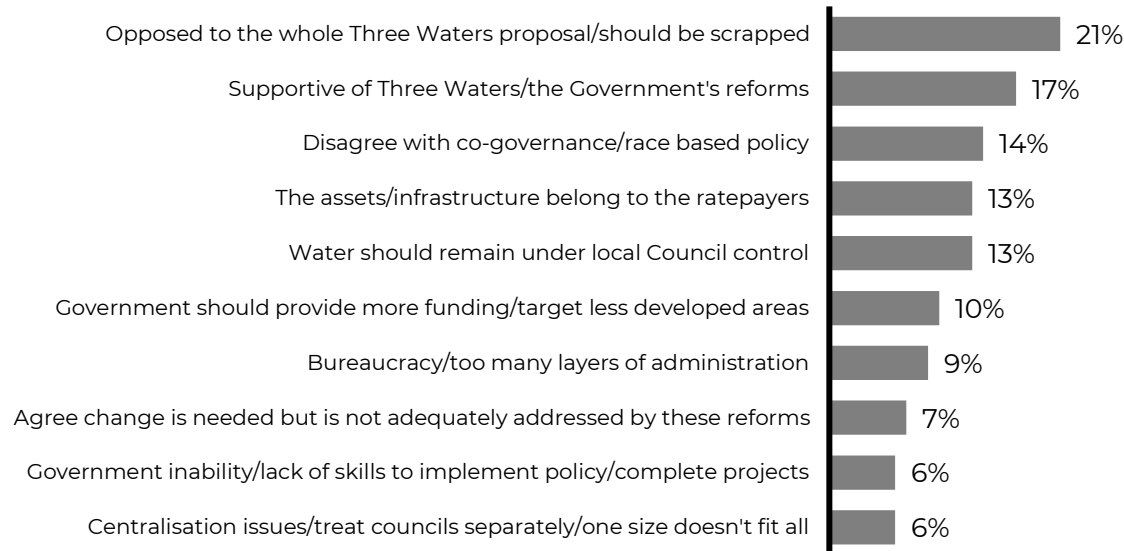 Opposed to the whole Three Waters proposal/should be scrapped 21%
Supportive of Three Waters/the Government's reforms 17%
Disagree with co-governance/race based policy 14%
The assets/infrastructure belong to the ratepayers 13%
Water should remain under local Council control 13%
Government should provide more funding/target less developed areas 10%
Bureaucracy/too many layers of administration 9%
Agree change is needed but is not adequately addressed by these reforms 7%
Government inability/lack of skills to implement policy/complete projects 6%
Centralisation issues/treat councils separately/one size doesn't fit all 6%